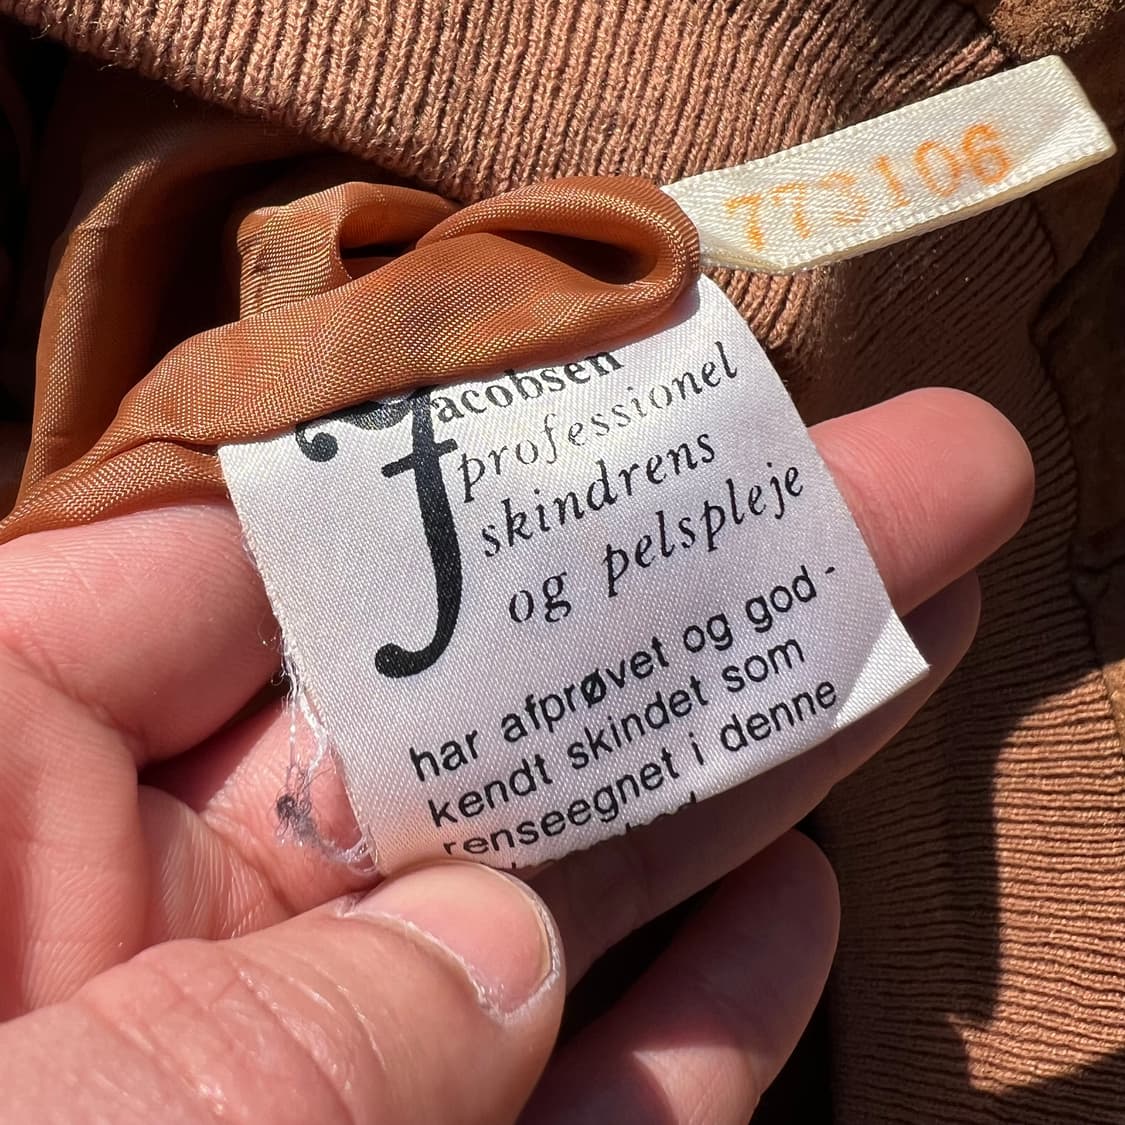 773106
Jacobsen
professionel
skindrens
og pelspleje
har afprøvet og god-
kendt skindet som
renseegnet i denne